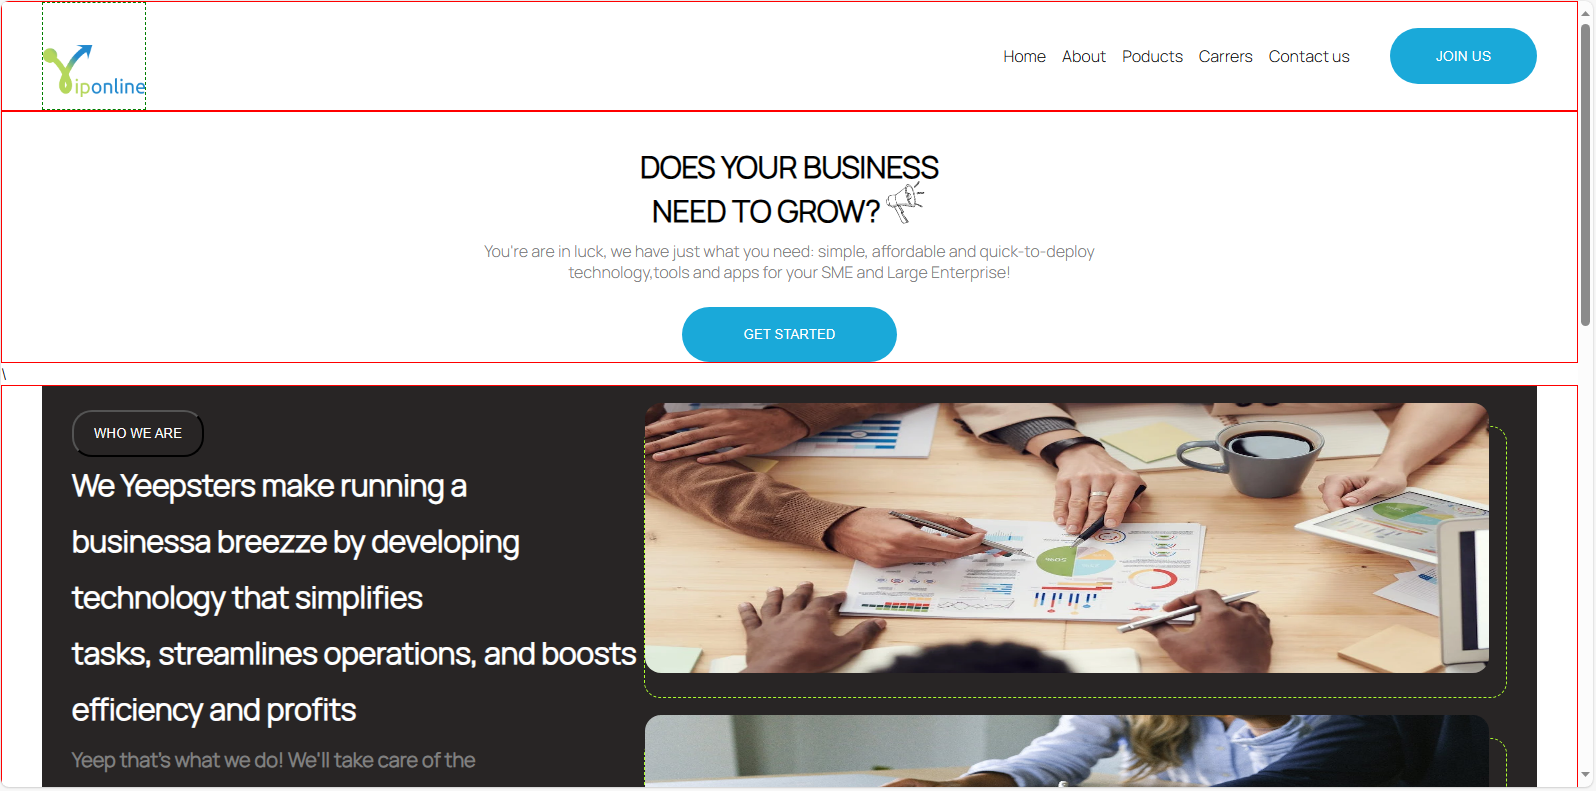 iponline
Home About Poducts Carrers Contact us JOIN US
DOES YOUR BUSINESS
NEED TO GROW?
You're are in luck, we have just what you need: simple, affordable and quick-to-deploy
technology,tools and apps for your SME and Large Enterprise!
GET STARTED
\
WHO WE ARE
We Yeepsters make running a
businessa breezze by developing
technology that simplifies
tasks, streamlines operations, and boosts
efficiency and profits
Yeep that's what we do! We'll take care of the